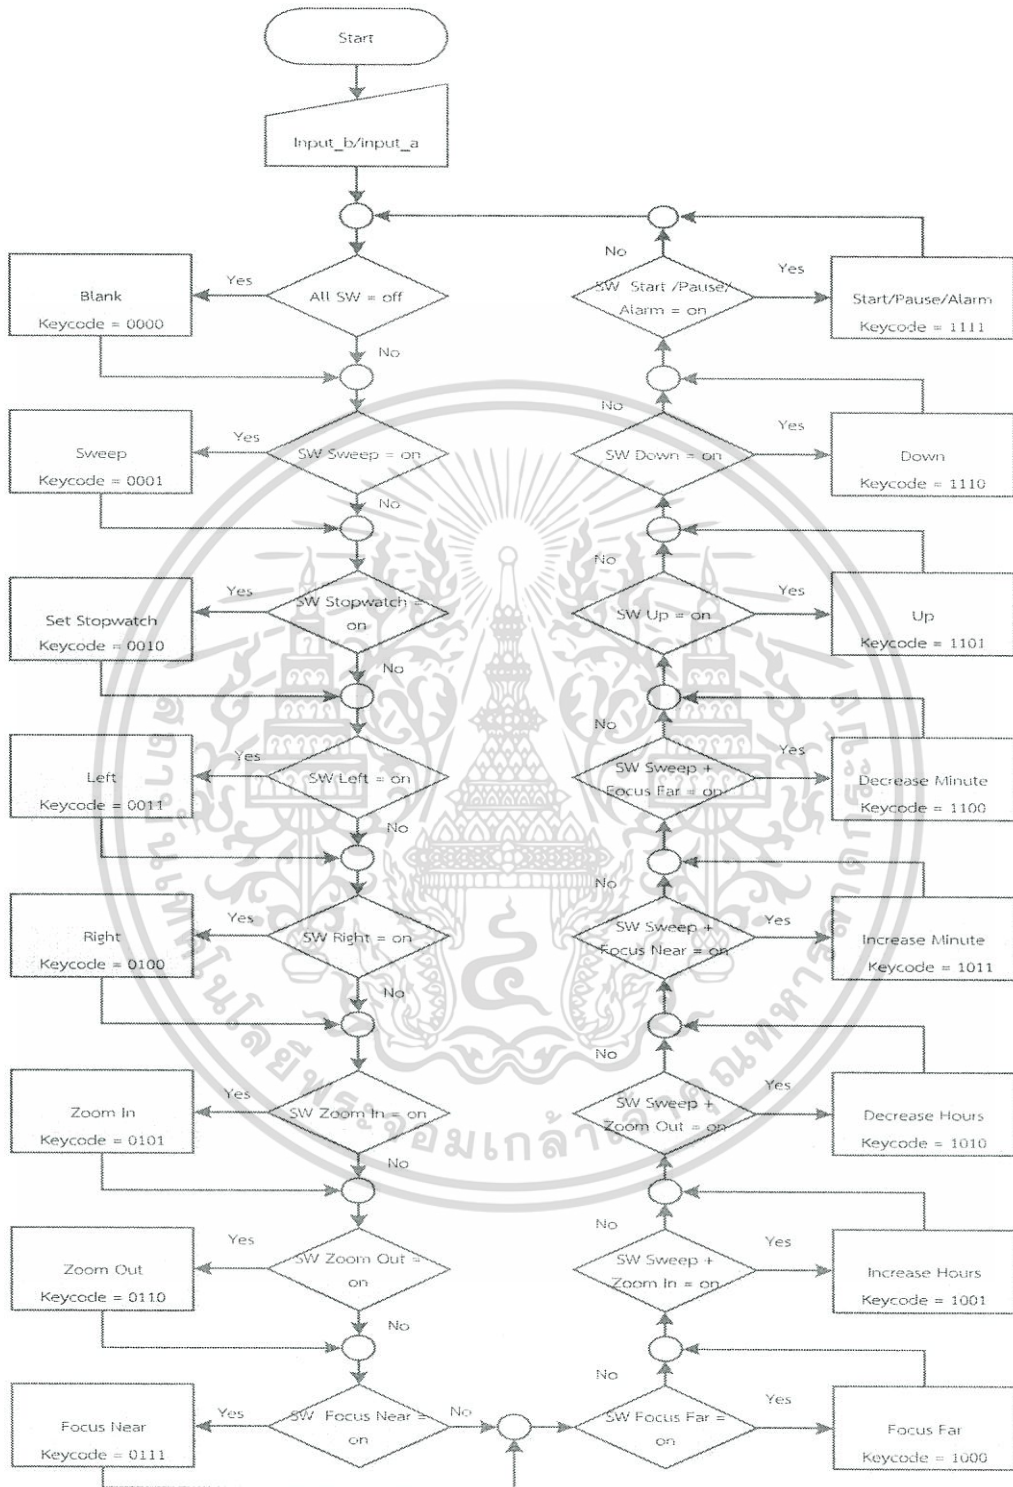 Start
Input_b/input_a
Blank
Keycode = 0000
Yes
All SW = off
No
Sweep
Keycode = 0001
Yes
SW Sweep = on
No
Set Stopwatch
Keycode = 0010
Yes
SW Stopwatch =
on
No
Left
Keycode = 0011
Yes
SW Left = on
No
Right
Keycode = 0100
Yes
SW Right = on
No
Zoom In
Keycode = 0101
Yes
SW Zoom In = on
No
Zoom Out
Keycode = 0110
Yes
SW Zoom Out =
on
No
Focus Near
Keycode = 0111
Yes
SW Focus Near =
on
No
SW Focus Far =
on
Yes
Focus Far
Keycode = 1000
No
SW Sweep +
Zoom In = on
Yes
Increase Hours
Keycode = 1001
No
SW Sweep +
Zoom Out = on
Yes
Decrease Hours
Keycode = 1010
No
SW Sweep +
Focus Near = on
Yes
Increase Minute
Keycode = 1011
No
SW Sweep +
Focus Far = on
Yes
Decrease Minute
Keycode = 1100
No
SW Up = on
Yes
Up
Keycode = 1101
No
SW Down = on
Yes
Down
Keycode = 1110
No
SW Start /Pause/
Alarm = on
Yes
Start/Pause/Alarm
Keycode = 1111
No